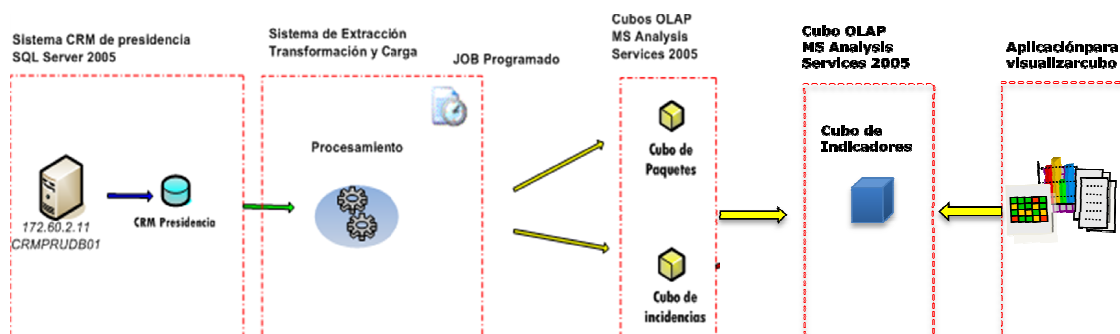 Sistema CRM de presidencia
SQL Server 2005
172.60.2.11
CRMPRUDB01
CRM Presidencia
Sistema de Extracción
Transformación y Carga
JOB Programado
Procesamiento
Cubos OLAP
MS Analysis
Services 2005
Cubo de
Paquetes
Cubo de
incidencias
Cubo OLAP
MS Analysis
Services 2005
Cubo de
Indicadores
Aplicaciónpara
visualizarcubo